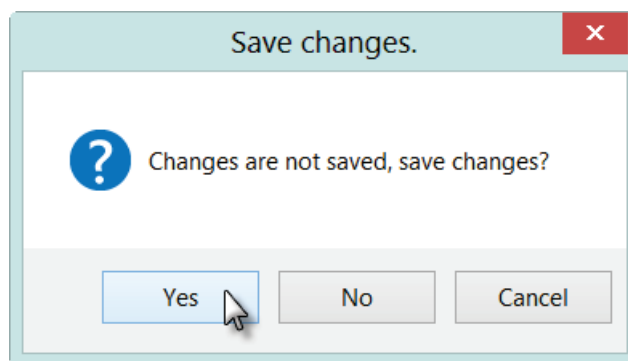 Save changes.
Changes are not saved, save changes?
Yes
No
Cancel